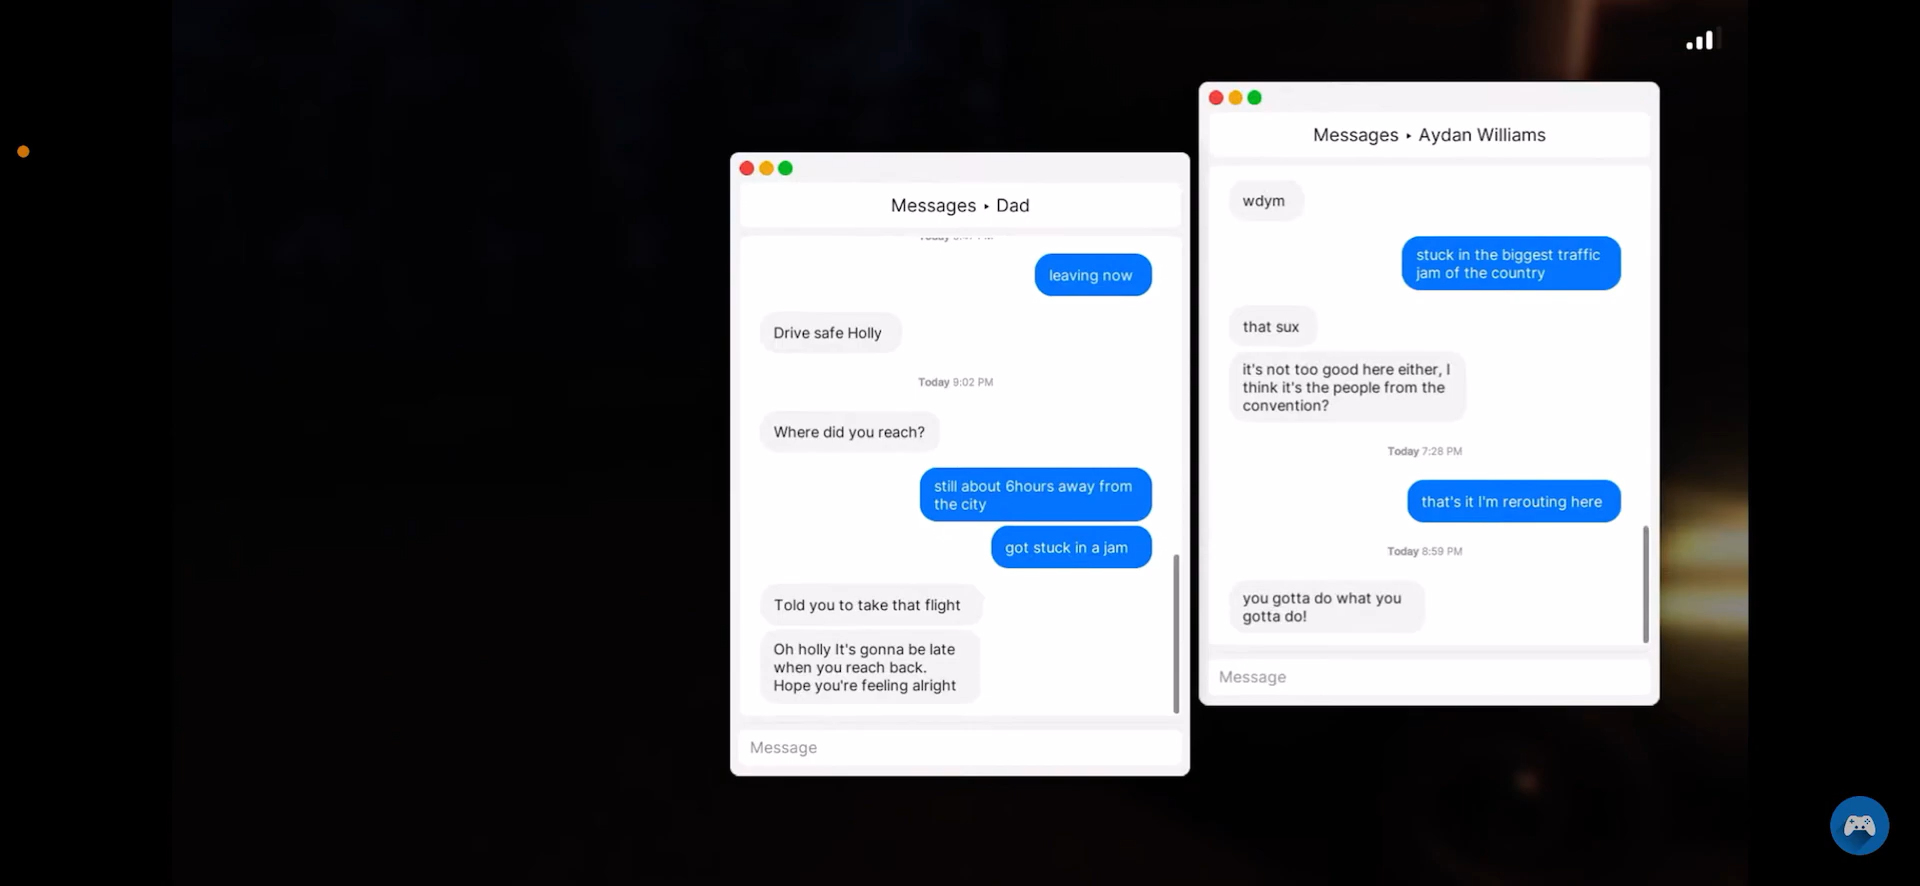 Messages ‣ Dad
leaving now
Drive safe Holly
Today 9:02 PM
Where did you reach?
still about 6hours away from
the city
got stuck in a jam
Told you to take that flight
Oh holly It's gonna be late
when you reach back.
Hope you're feeling alright
Message
Messages ‣ Aydan Williams
wdym
stuck in the biggest traffic
jam of the country
that sux
it's not too good here either, I
think it's the people from the
convention?
Today 7:28 PM
that's it I'm rerouting here
Today 8:59 PM
you gotta do what you
gotta do!
Message